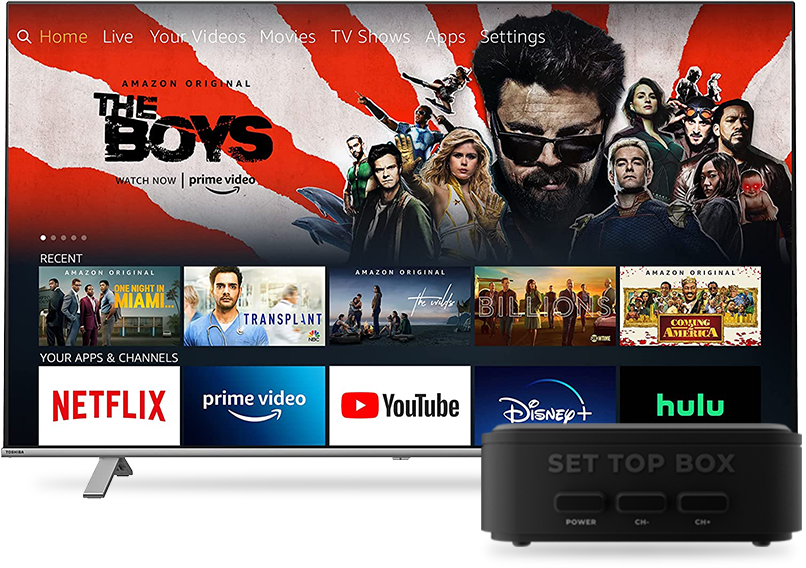 Home Live Your Videos Movies TV Shows Apps Settings
AMAZON ORIGINAL
THE
BOYS
WATCH NOW | prime video
RECENT
AMAZON ORIGINAL
ONE NIGHT IN
MIAMI...
TRANSPLANT
NBC
AMAZON ORIGINAL
the wilds
BILLIONS
SHOWTIME
AMAZON ORIGINAL
COMING
2
AMERICA
YOUR APPS & CHANNELS
NETFLIX
prime video
YouTube
Disney+
hulu
TOSHIBA
SET TOP BOX
POWER CH- CH+